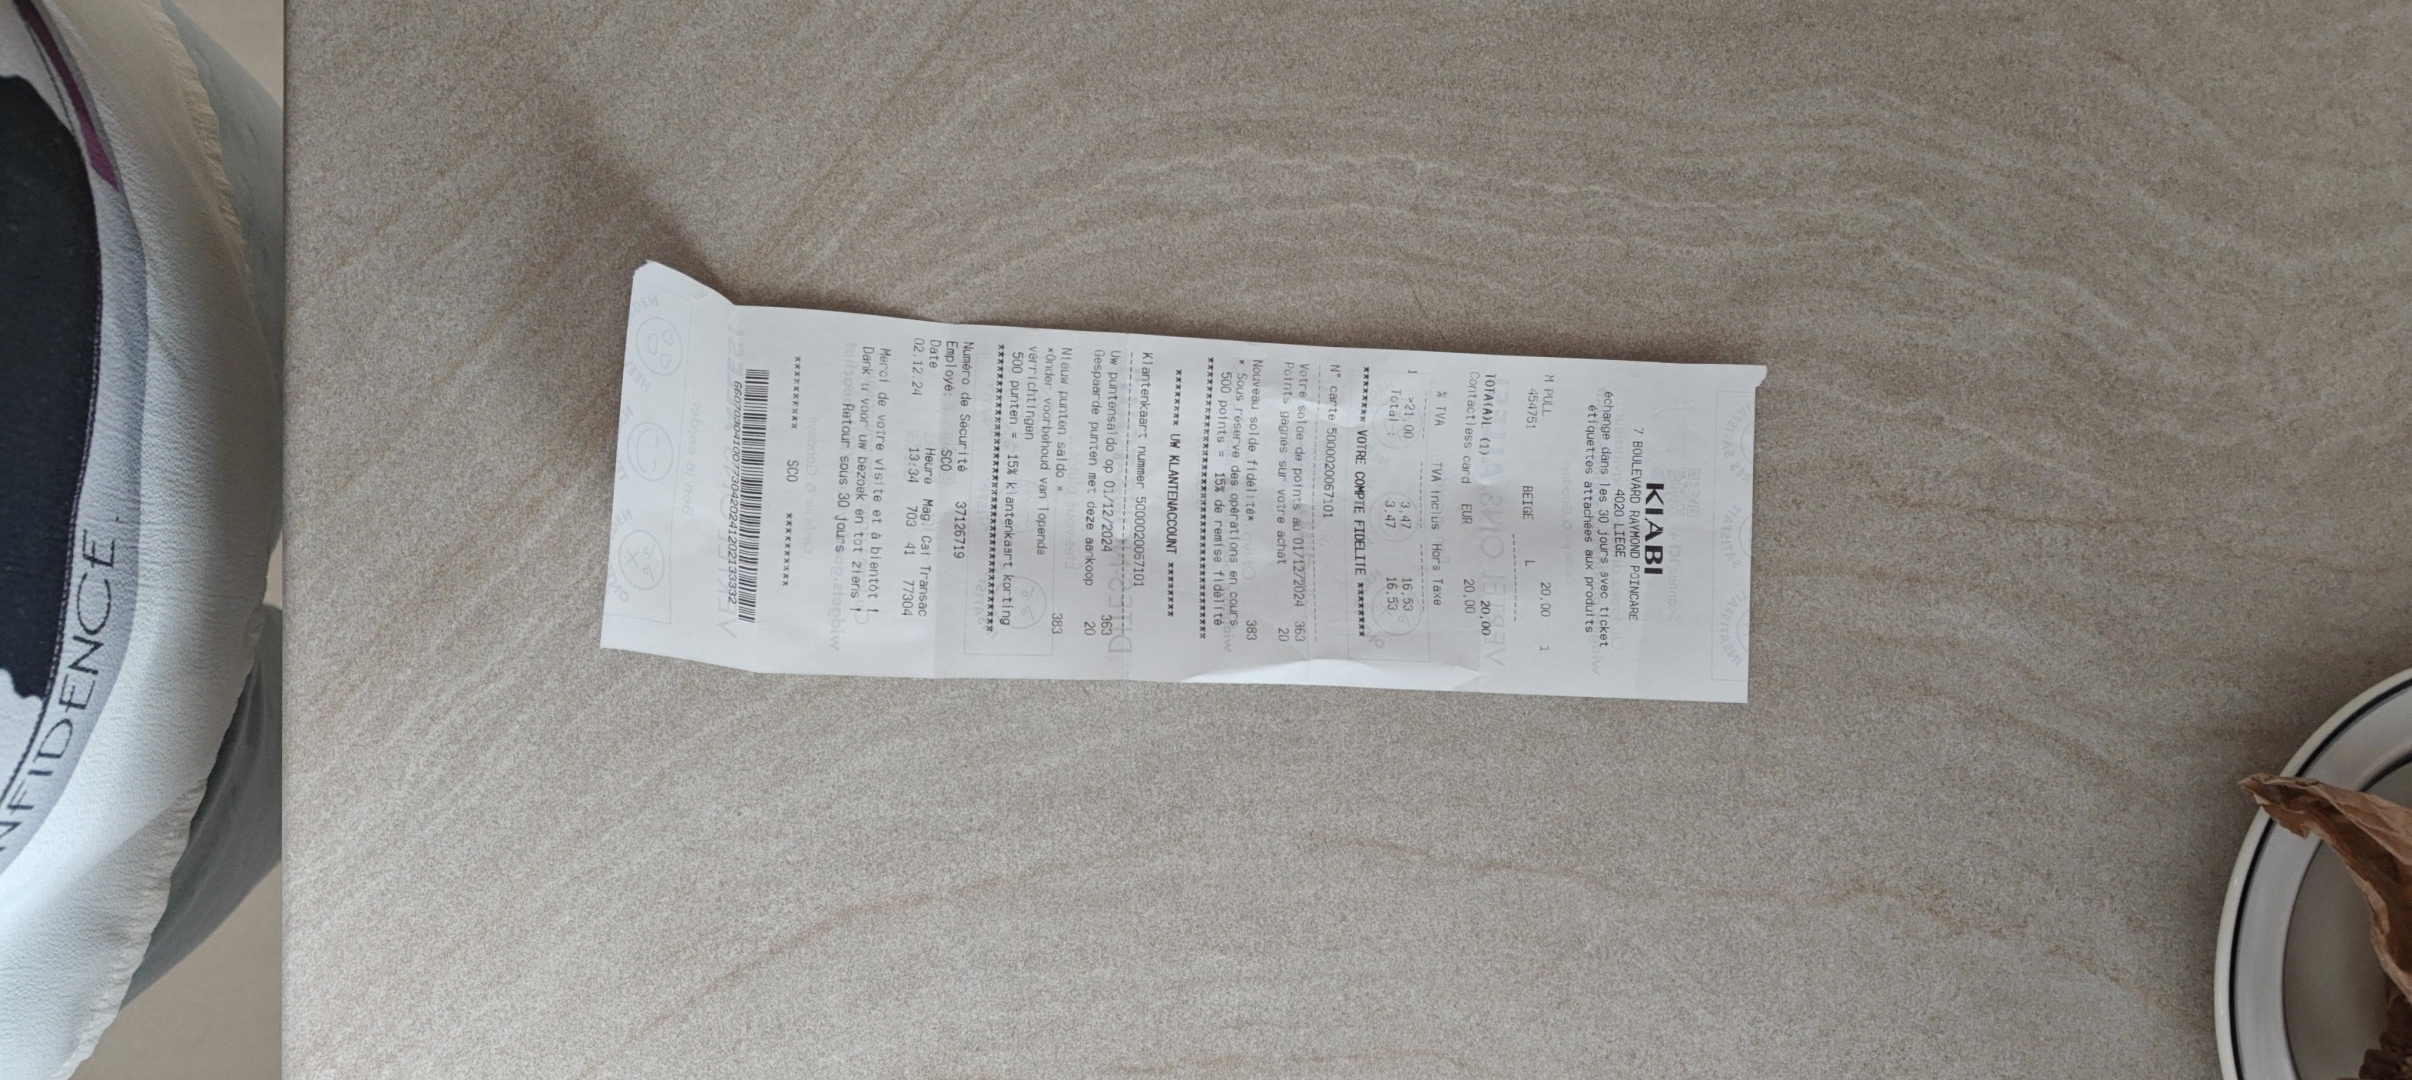 KIABI
7 BOULEVARD RAYMOND POINCARE
4020 LIEGE
échange dans les 30 jours avec ticket
étiquettes attachées aux produits
M PULL 20,00 1
454751 BEIGE L
TOTA(A)L (1) 20,00
Contactless card EUR 20,00
% TVA TVA inclus Hors Taxe
1 >21,00 3,47 16,53
Total : 3,47 16,53
******** VOTRE COMPTE FIDELITE ********
N° carte 5000020067101
Votre solde de points au 01/12/2024 363
Points gagnés sur votre achat 20
Nouveau solde fidélité* 383
* Sous réserve des opérations en cours
500 points = 15% de remise fidélité
******* UW KLANTENACCOUNT *******
Klantenkaart nummer 5000020067101
Uw puntensaldo op 01/12/2024 363
Gespaarde punten met deze aankoop 20
Nieuw punten saldo * 383
*Onder voorbehoud van lopende
verrichtingen
500 punten = 15% klantenkaart korting
Numéro de Sécurité 37126719
Employé: SCO
Date Heure Mag Cai Transac
02.12.24 13:34 703 41 77304
Merci de votre visite et à bientôt !
Dank u voor uw bezoek en tot ziens !
Retour sous 30 jours
********** SCO **********
NFIDENCE.